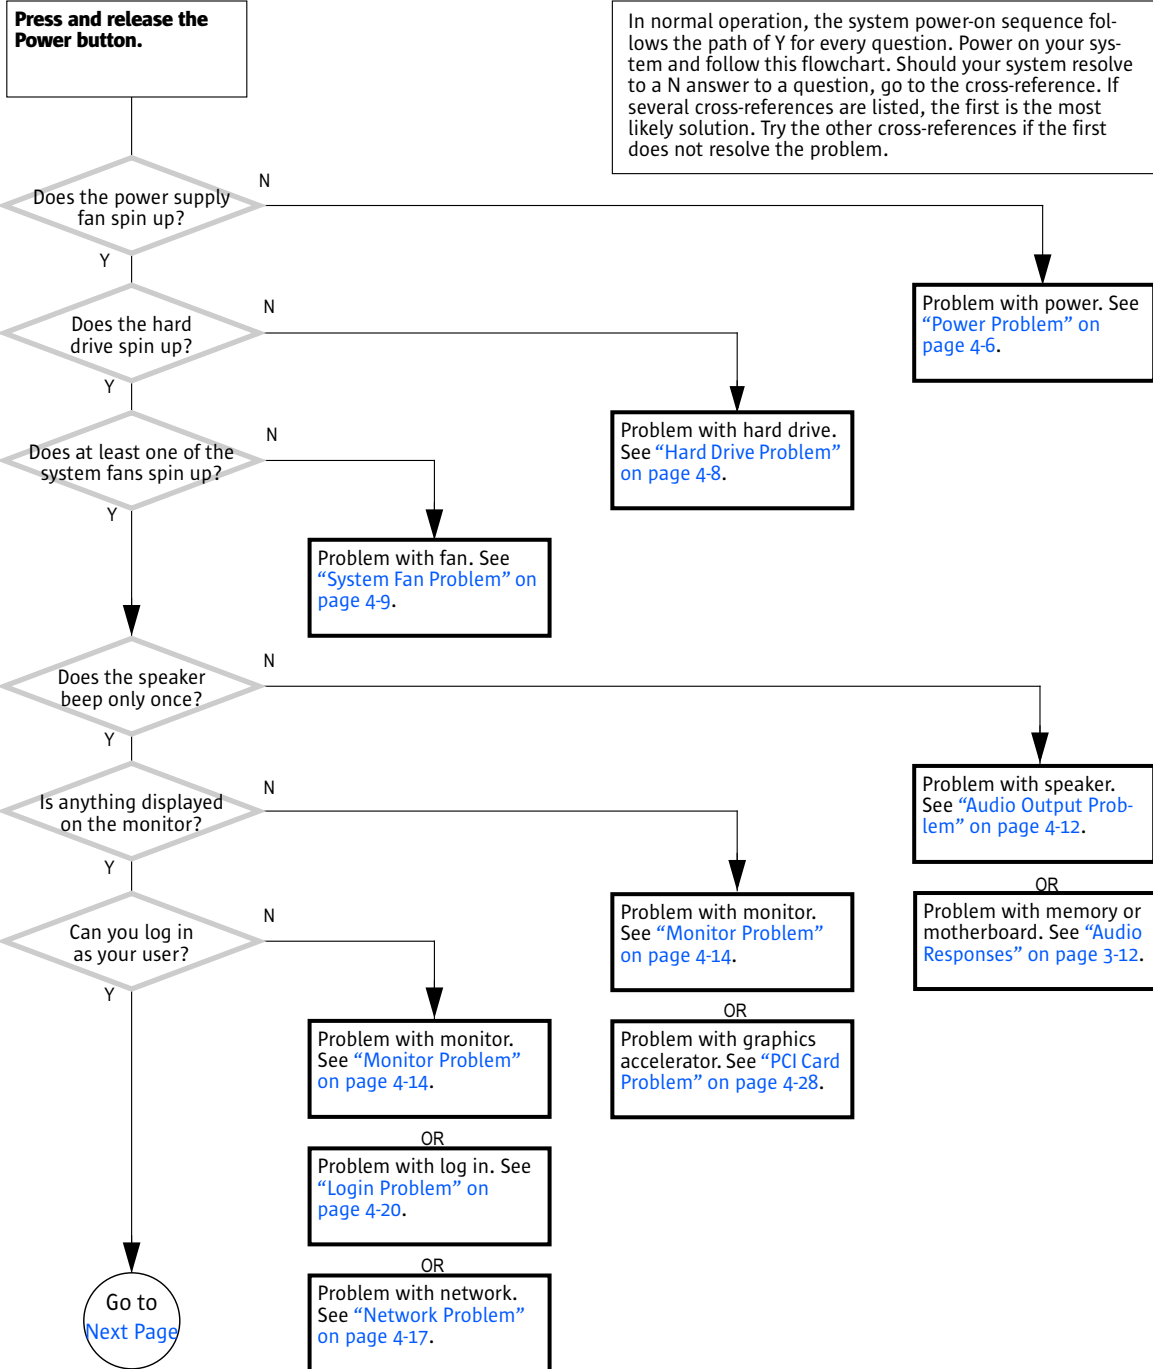 Press and release the
Power button.
In normal operation, the system power-on sequence fol-
lows the path of Y for every question. Power on your sys-
tem and follow this flowchart. Should your system resolve
to a N answer to a question, go to the cross-reference. If
several cross-references are listed, the first is the most
likely solution. Try the other cross-references if the first
does not resolve the problem.
Does the power supply
fan spin up?
N
Y
Problem with power. See
“Power Problem” on
page 4-6.
Does the hard
drive spin up?
N
Y
Problem with hard drive.
See “Hard Drive Problem”
on page 4-8.
Does at least one of the
system fans spin up?
N
Y
Problem with fan. See
“System Fan Problem” on
page 4-9.
Does the speaker
beep only once?
N
Y
Problem with speaker.
See “Audio Output Prob-
lem” on page 4-12.
OR
Problem with memory or
motherboard. See “Audio
Responses” on page 3-12.
Is anything displayed
on the monitor?
N
Y
Problem with monitor.
See “Monitor Problem”
on page 4-14.
OR
Problem with graphics
accelerator. See “PCI Card
Problem” on page 4-28.
Can you log in
as your user?
N
Y
Problem with monitor.
See “Monitor Problem”
on page 4-14.
OR
Problem with log in. See
“Login Problem” on
page 4-20.
OR
Problem with network.
See “Network Problem”
on page 4-17.
Go to
Next Page